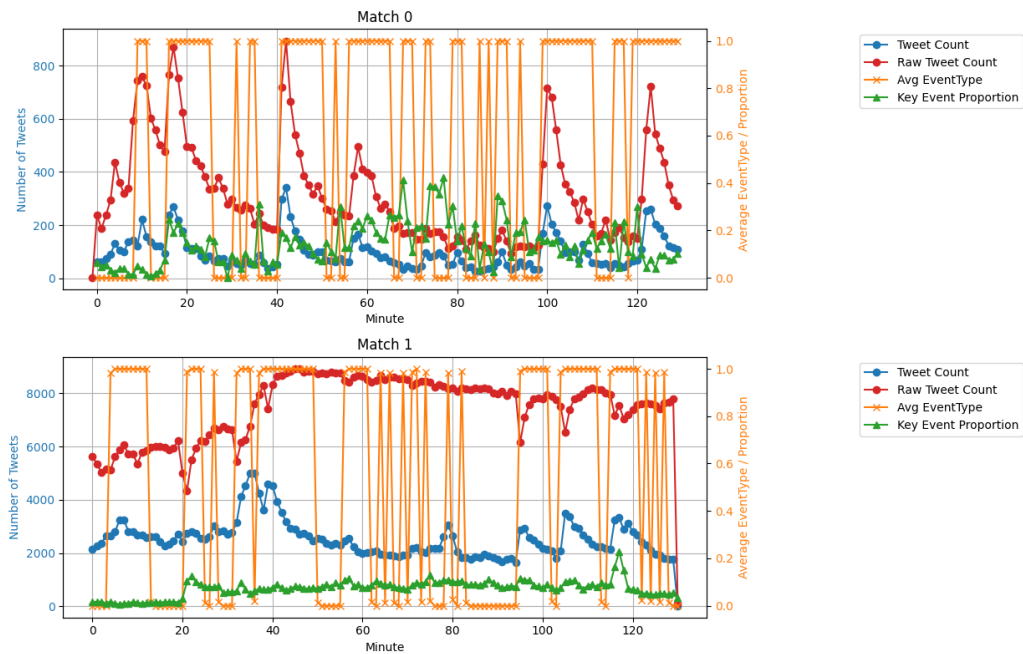 Match 0
Number of Tweets
800
600
400
200
0
0 20 40 60 80 100 120
Minute
1.0
0.8
0.6
0.4
0.2
0.0
Average EventType / Proportion
Tweet Count
Raw Tweet Count
Avg EventType
Key Event Proportion
Match 1
Number of Tweets
8000
6000
4000
2000
0
0 20 40 60 80 100 120
Minute
1.0
0.8
0.6
0.4
0.2
0.0
Average EventType / Proportion
Tweet Count
Raw Tweet Count
Avg EventType
Key Event Proportion